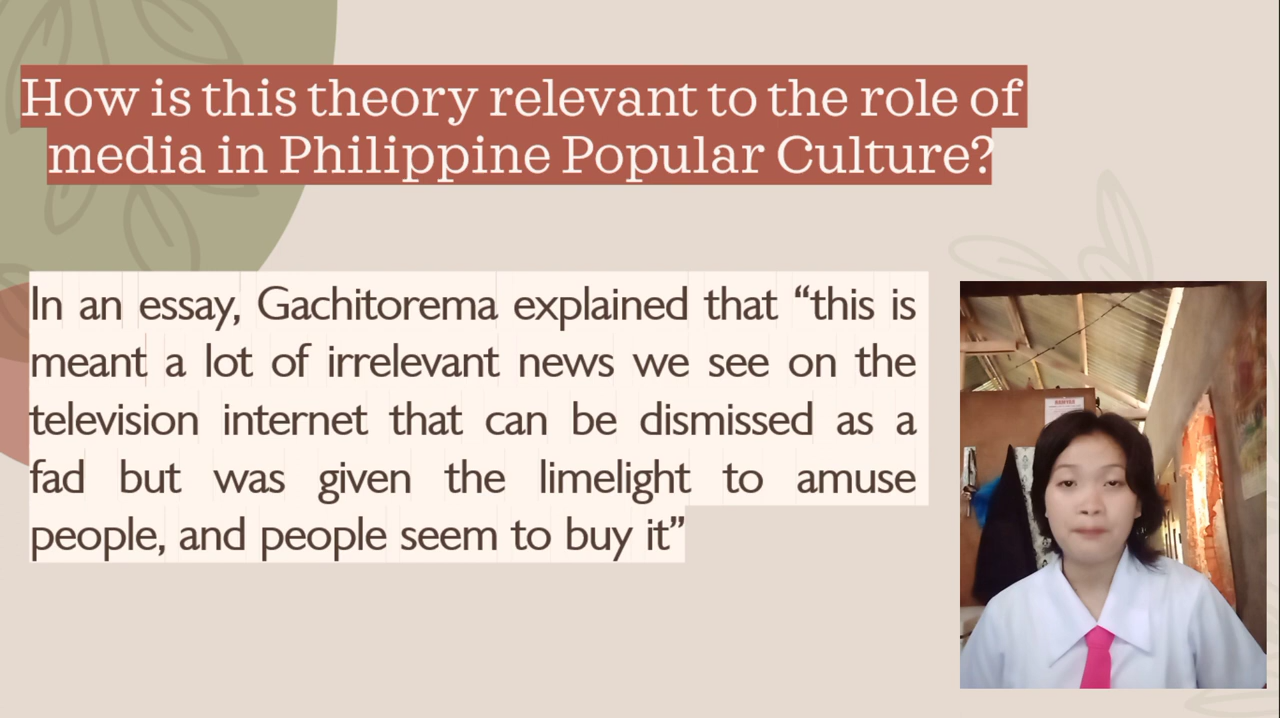 How is this theory relevant to the role of
media in Philippine Popular Culture?
In an essay, Gachitorema explained that “this is
meant a lot of irrelevant news we see on the
television internet that can be dismissed as a
fad but was given the limelight to amuse
people, and people seem to buy it”